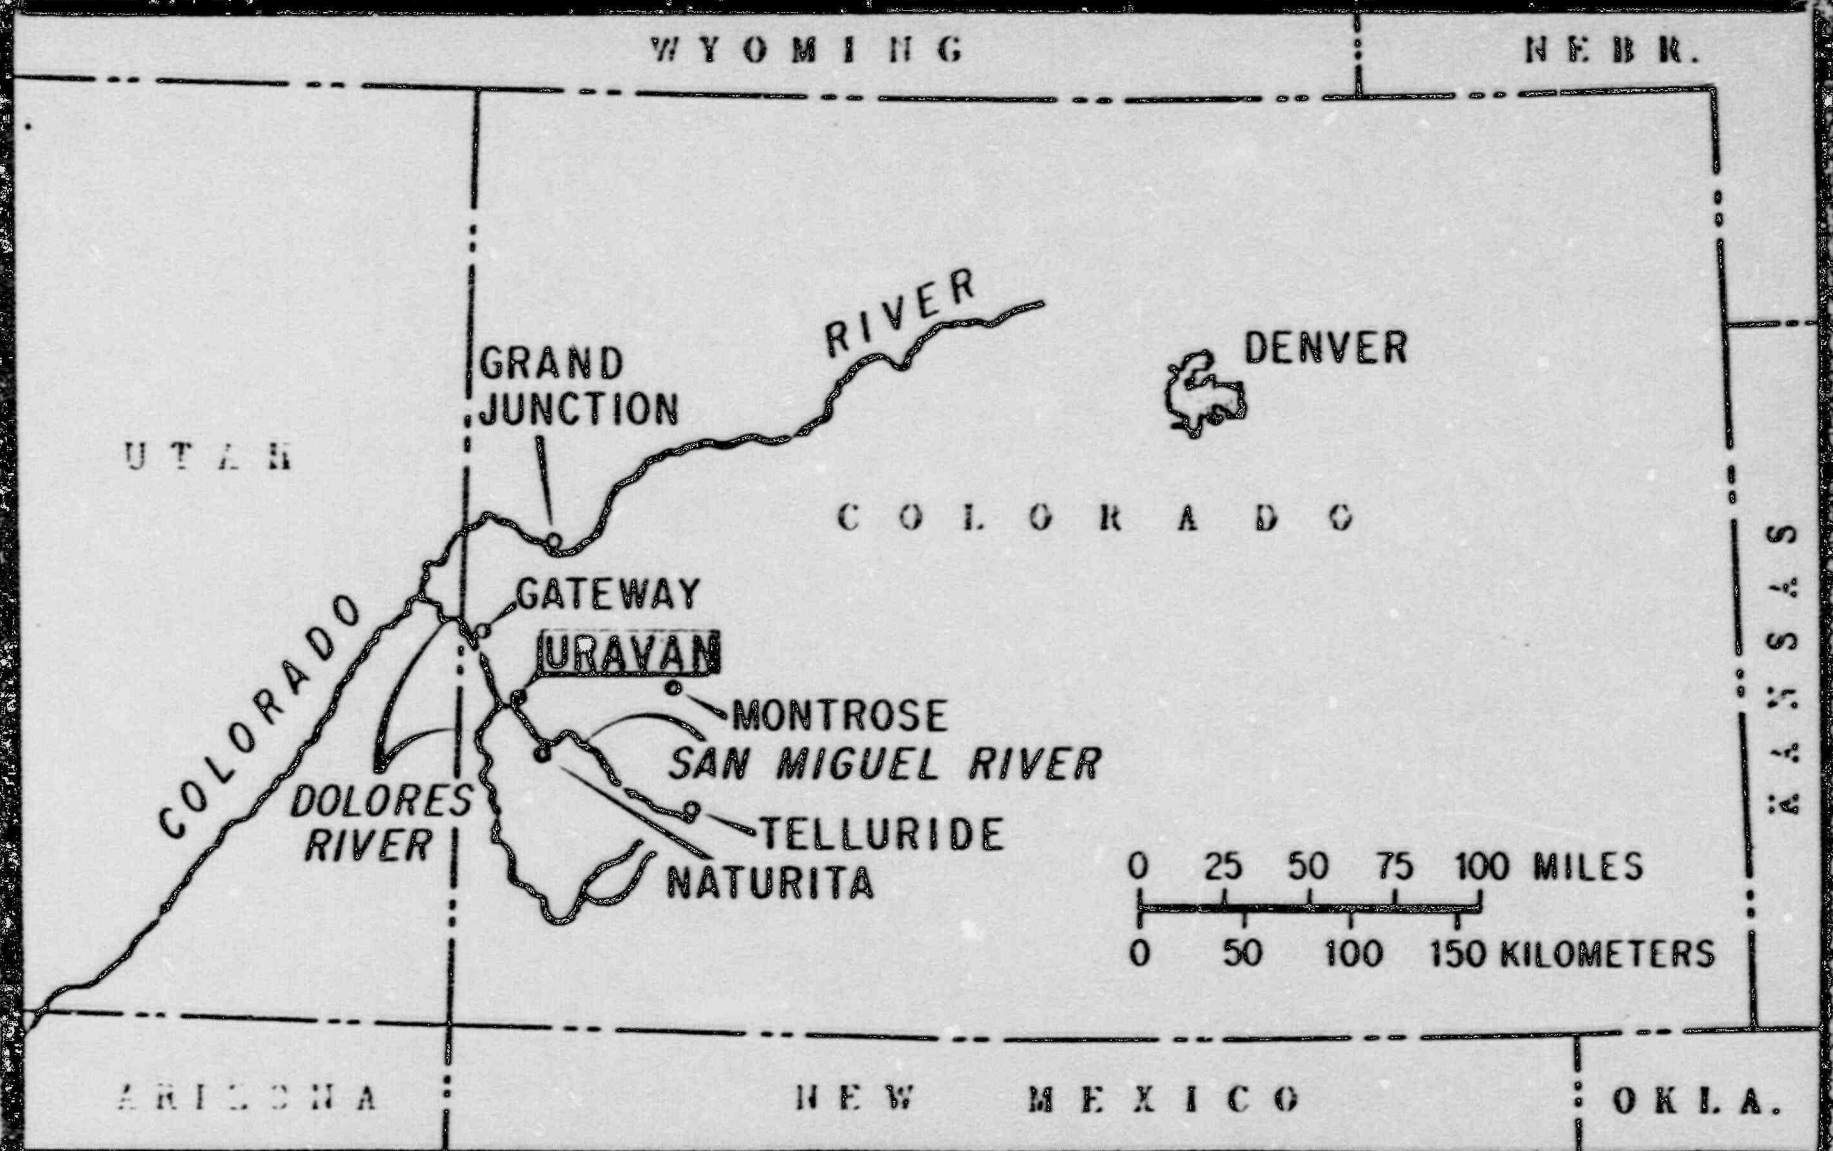 WYOMING
NEBR.
RIVER
DENVER
GRAND
JUNCTION
UTAH
COLORADO
KANSAS
GATEWAY
URAVAN
COLORADO
MONTROSE
SAN MIGUEL RIVER
DOLORES
RIVER
TELLURIDE
NATURITA
0 25 50 75 100 MILES
0 50 100 150 KILOMETERS
ARIZONA
NEW MEXICO
OKLA.